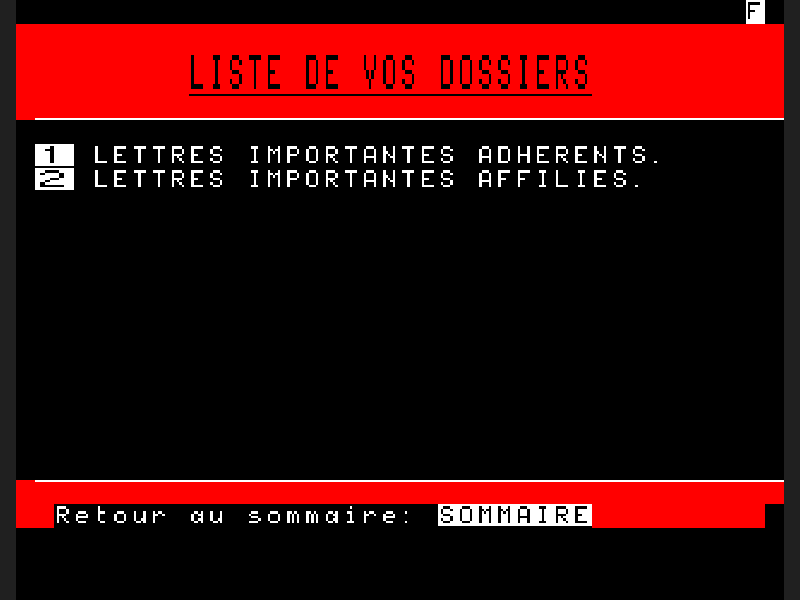 F
LISTE DE VOS DOSSIERS
1 LETTRES IMPORTANTES ADHERENTS.
2 LETTRES IMPORTANTES AFFILIES.
Retour au sommaire: SOMMAIRE